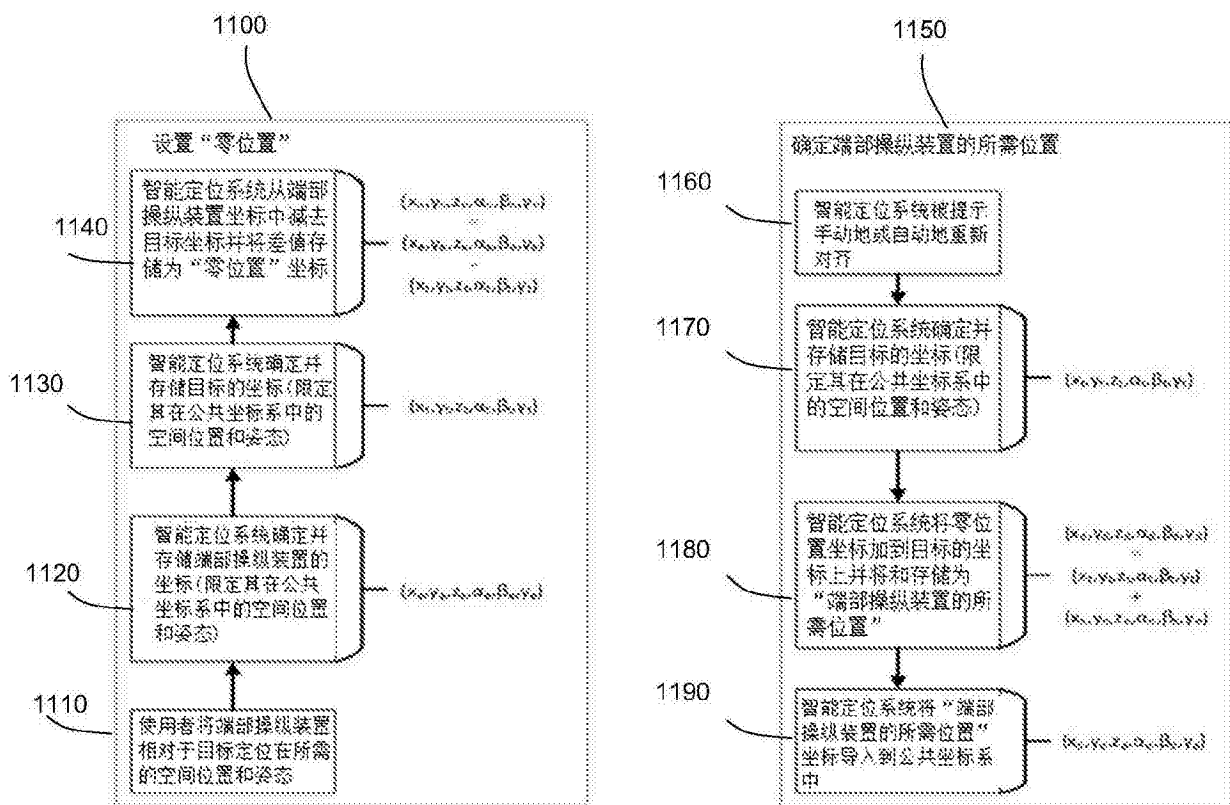 1100
设置“零位置”
1140
智能定位系统从端部
操纵装置坐标中减去
目标坐标并将差值存
储为“零位置”坐标
1130
智能定位系统确定并
存储目标的坐标(限定
其在公共坐标系中的
空间位置和姿态)
1120
智能定位系统确定并
存储端部操纵装置的
坐标(限定其在公共
坐标系中的空间位置
和姿态)
1110
使用者将端部操纵装置
相对于目标定位在所需
的空间位置和姿态
1150
确定端部操纵装置的所需位置
1160
智能定位系统被提示
手动地或自动地重新
对齐
1170
智能定位系统确定并
存储目标的坐标(限
定其在公共坐标系中
的空间位置和姿态)
1180
智能定位系统将零位
置坐标加到目标的坐
标上并将和存储为
“端部操纵装置的所
需位置”
1190
智能定位系统将“端部
操纵装置的所需位置”
坐标导入到公共坐标系
中